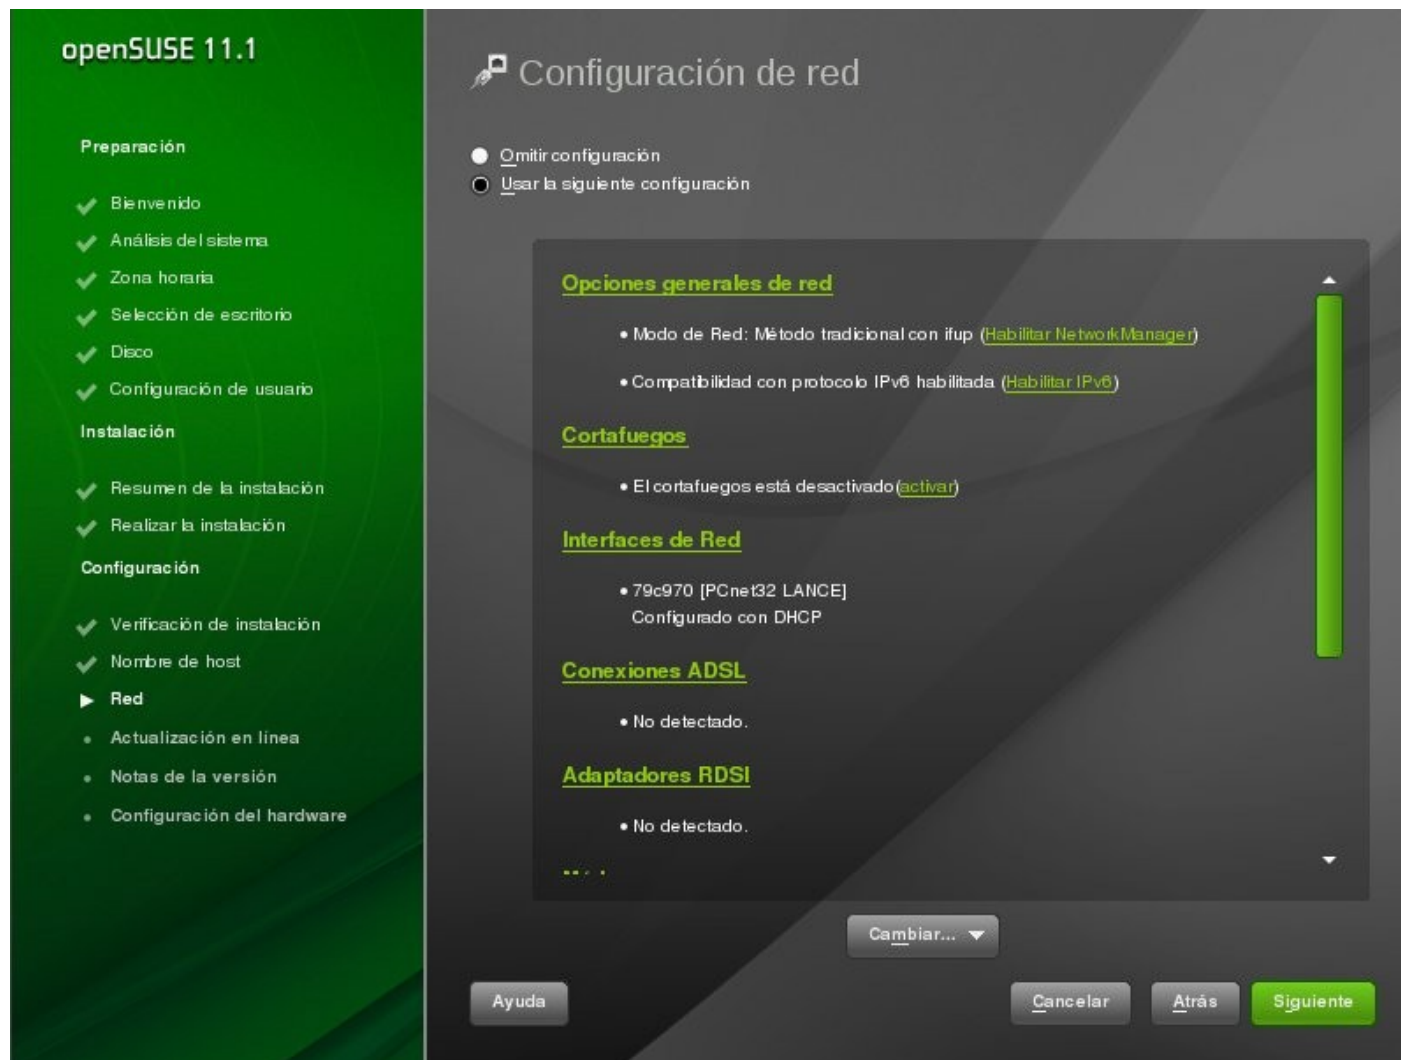 openSUSE 11.1
Preparación
Bienvenido
Análisis del sistema
Zona horaria
Selección de escritorio
Disco
Configuración de usuario
Instalación
Resumen de la instalación
Realizar la instalación
Configuración
Verificación de instalación
Nombre de host
Red
Actualización en línea
Notas de la versión
Configuración del hardware
Configuración de red
Omitir configuración
Usar la siguiente configuración
Opciones generales de red
• Modo de Red: Método tradicional con ifup (Habilitar NetworkManager)
• Compatibilidad con protocolo IPv6 habilitada (Habilitar IPv6)
Cortafuegos
• El cortafuegos está desactivado(activar)
Interfaces de Red
• 79c970 [PCnet32 LANCE]
Configurado con DHCP
Conexiones ADSL
• No detectado.
Adaptadores RDSI
• No detectado.
Cambiar...
Ayuda
Cancelar
Atrás
Siguiente